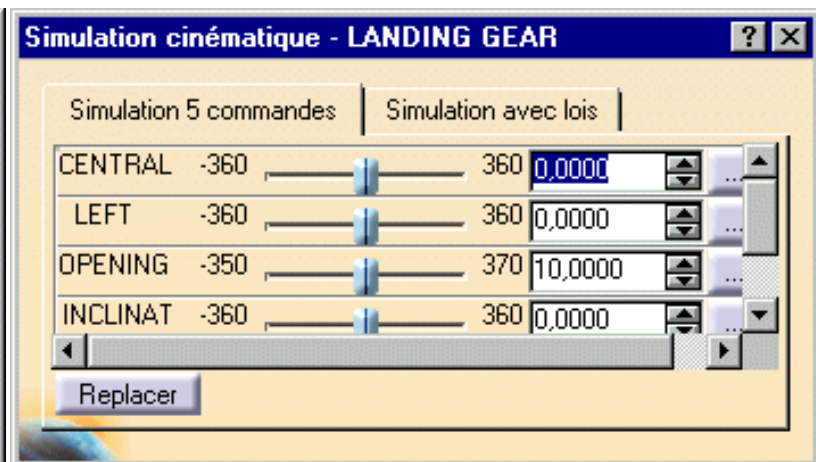 Simulation cinématique - LANDING GEAR ? ×
Simulation 5 commandes Simulation avec lois
CENTRAL -360 360 0,0000 ...
LEFT -360 360 0,0000 ...
OPENING -350 370 10,0000 ...
INCLINAT -360 360 0,0000 ...
Replacer